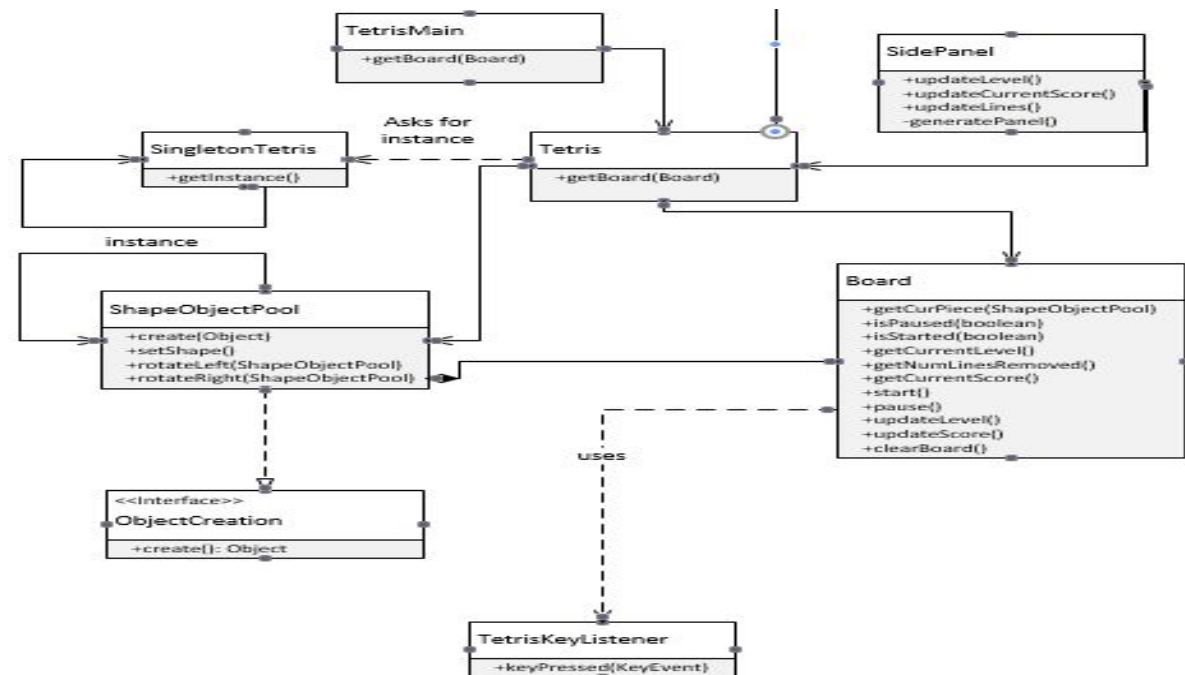 TetrisMain
+getBoard(Board)
SidePanel
+updateLevel()
+updateCurrentScore()
+updateLines()
-generatePanel()
Asks for
instance
SingletonTetris
+getInstance()
Tetris
+getBoard(Board)
instance
ShapeObjectPool
+create(Object)
+setShape()
+rotateLeft(ShapeObjectPool)
+rotateRight(ShapeObjectPool)
Board
+getCurPiece(ShapeObjectPool)
+isPaused(boolean)
+isStarted(boolean)
+getCurrentLevel()
+getNumLinesRemoved()
+getCurrentScore()
+start()
+pause()
+updateLevel()
+updateScore()
+clearBoard()
uses
<<Interface>>
ObjectCreation
+create(): Object
TetrisKeyListener
+keyPressed(KeyEvent)